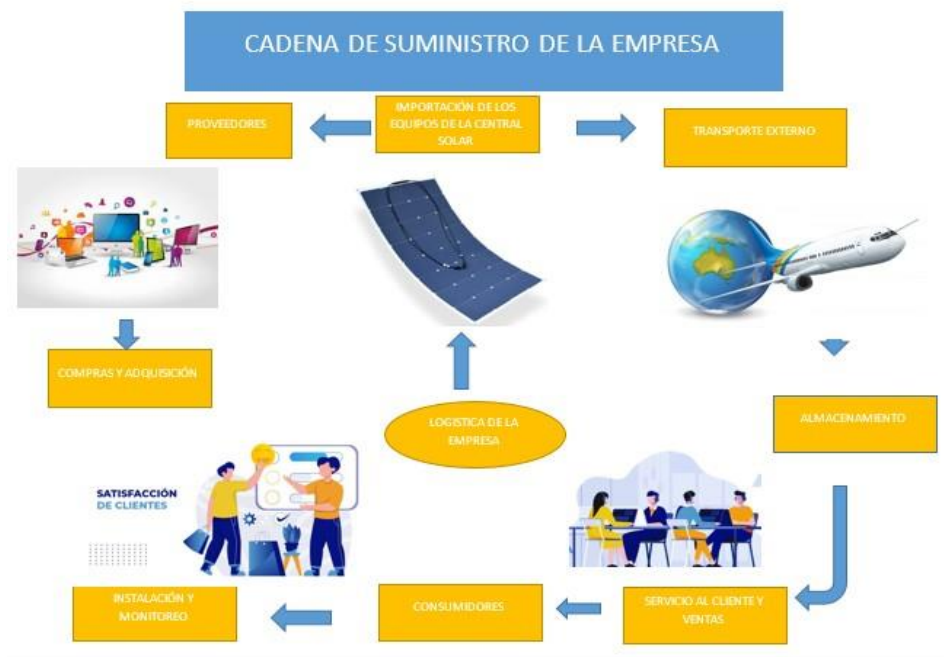 CADENA DE SUMINISTRO DE LA EMPRESA
PROVEEDORES
IMPORTACIÓN DE LOS
EQUIPOS DE LA CENTRAL
SOLAR
TRANSPORTE EXTERNO
COMPRAS Y ADQUISICIÓN
LOGISTICA DE LA
EMPRESA
ALMACENAMIENTO
SATISFACCIÓN
DE CLIENTES
INSTALACIÓN Y
MONITOREO
CONSUMIDORES
SERVICIO AL CLIENTE Y
VENTAS